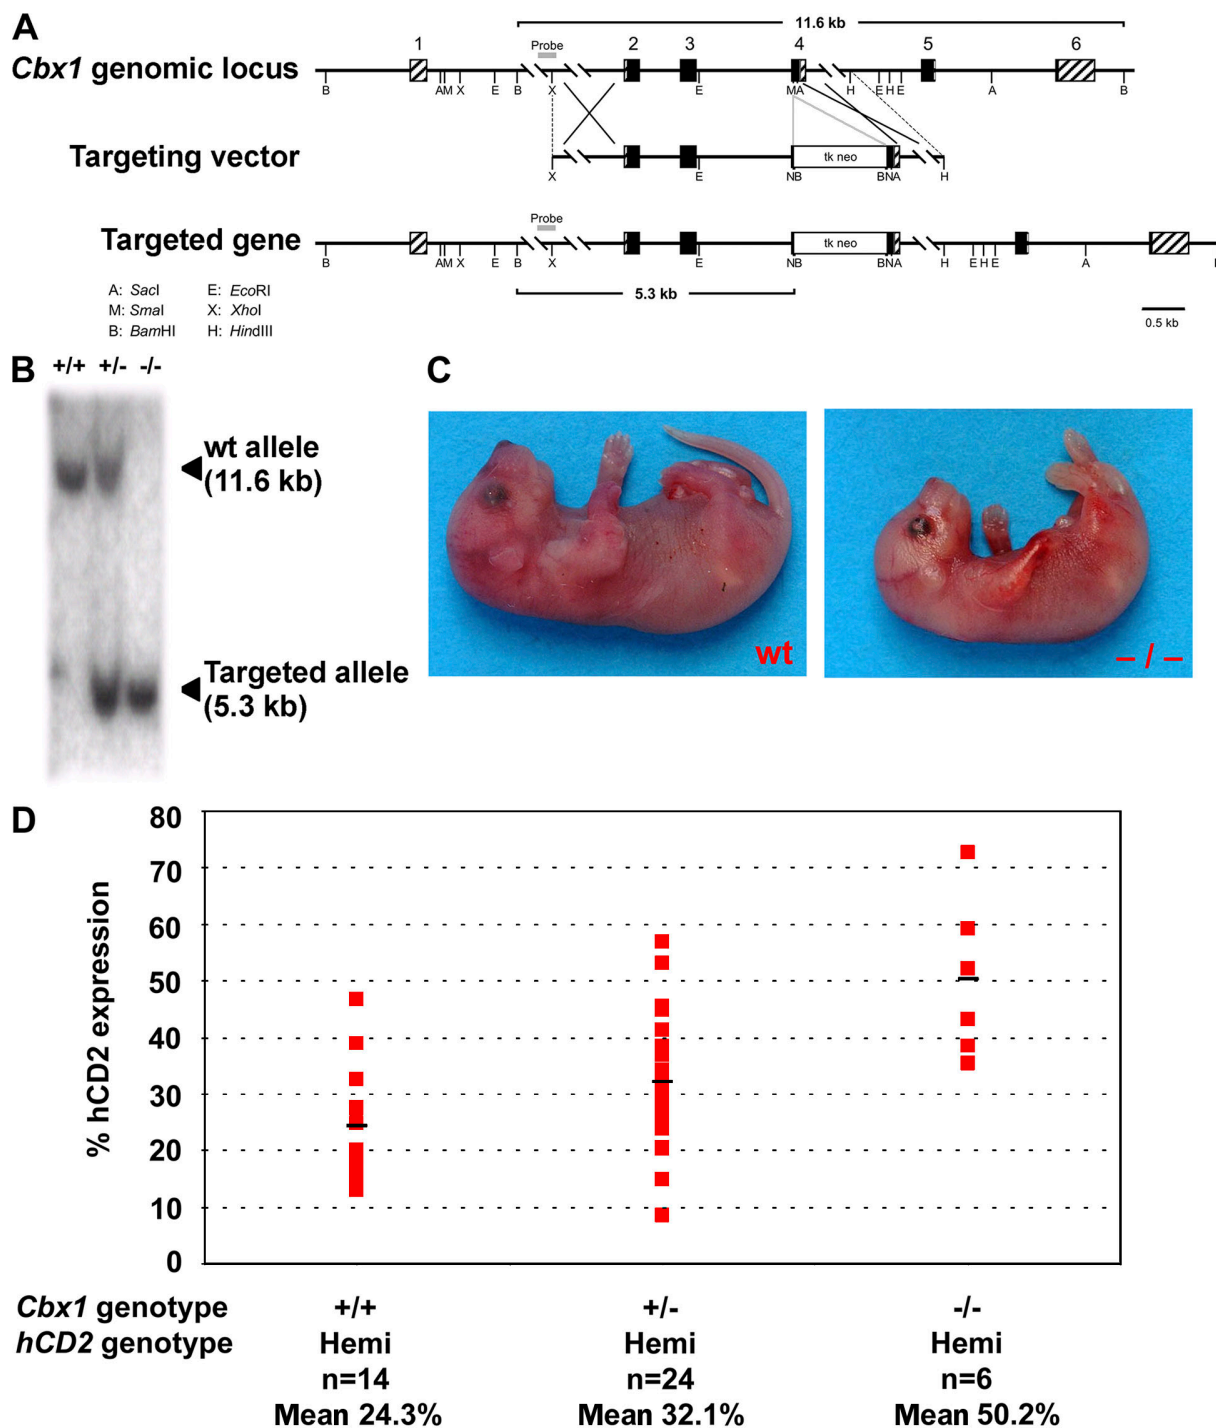 A
11.6 kb
Probe
1 2 3 4 5 6
Cbx1 genomic locus
B AM X E B X E MA H E H E A B
Targeting vector
tk neo
X E NB BNA H
Probe
Targeted gene
tk neo
B AM X E B X E NB BNA H E H E A
5.3 kb
A: SacI E: EcoRI
M: SmaI X: XhoI
B: BamHI H: HindIII
0.5 kb
B
+/+ +/- -/-
wt allele
(11.6 kb)
Targeted allele
(5.3 kb)
C
wt
– / –
D
% hCD2 expression
80
70
60
50
40
30
20
10
0
Cbx1 genotype +/+ +/- -/-
hCD2 genotype Hemi Hemi Hemi
n=14 n=24 n=6
Mean 24.3% Mean 32.1% Mean 50.2%